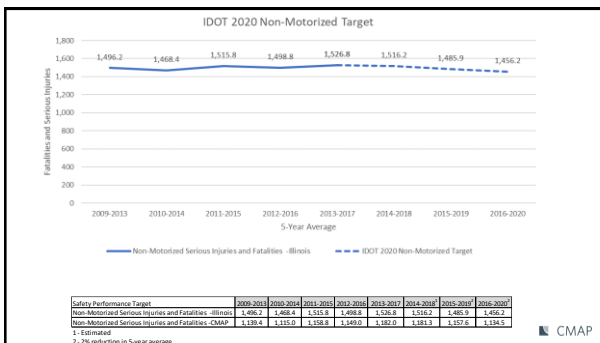 IDOT 2020 Non-Motorized Target
Fatalities and Serious Injuries
1,800
1,600
1,400
1,200
1,000
800
600
400
200
0
1,496.2 1,468.4 1,515.8 1,498.8 1,526.8 1,516.2 1,485.9 1,456.2
2009-2013 2010-2014 2011-2015 2012-2016 2013-2017 2014-2018 2015-2019 2016-2020
5-Year Average
Non-Motorized Serious Injuries and Fatalities -Illinois IDOT 2020 Non-Motorized Target
Safety Performance Target 2009-2013 2010-2014 2011-2015 2012-2016 2013-2017 2014-2018¹ 2015-2019² 2016-2020²
Non-Motorized Serious Injuries and Fatalities -Illinois 1,496.2 1,468.4 1,515.8 1,498.8 1,526.8 1,516.2 1,485.9 1,456.2
Non-Motorized Serious Injuries and Fatalities -CMAP 1,139.4 1,115.0 1,158.8 1,149.0 1,182.0 1,181.3 1,157.6 1,134.5
1 - Estimated
2 - 2% reduction in 5-year average
CMAP